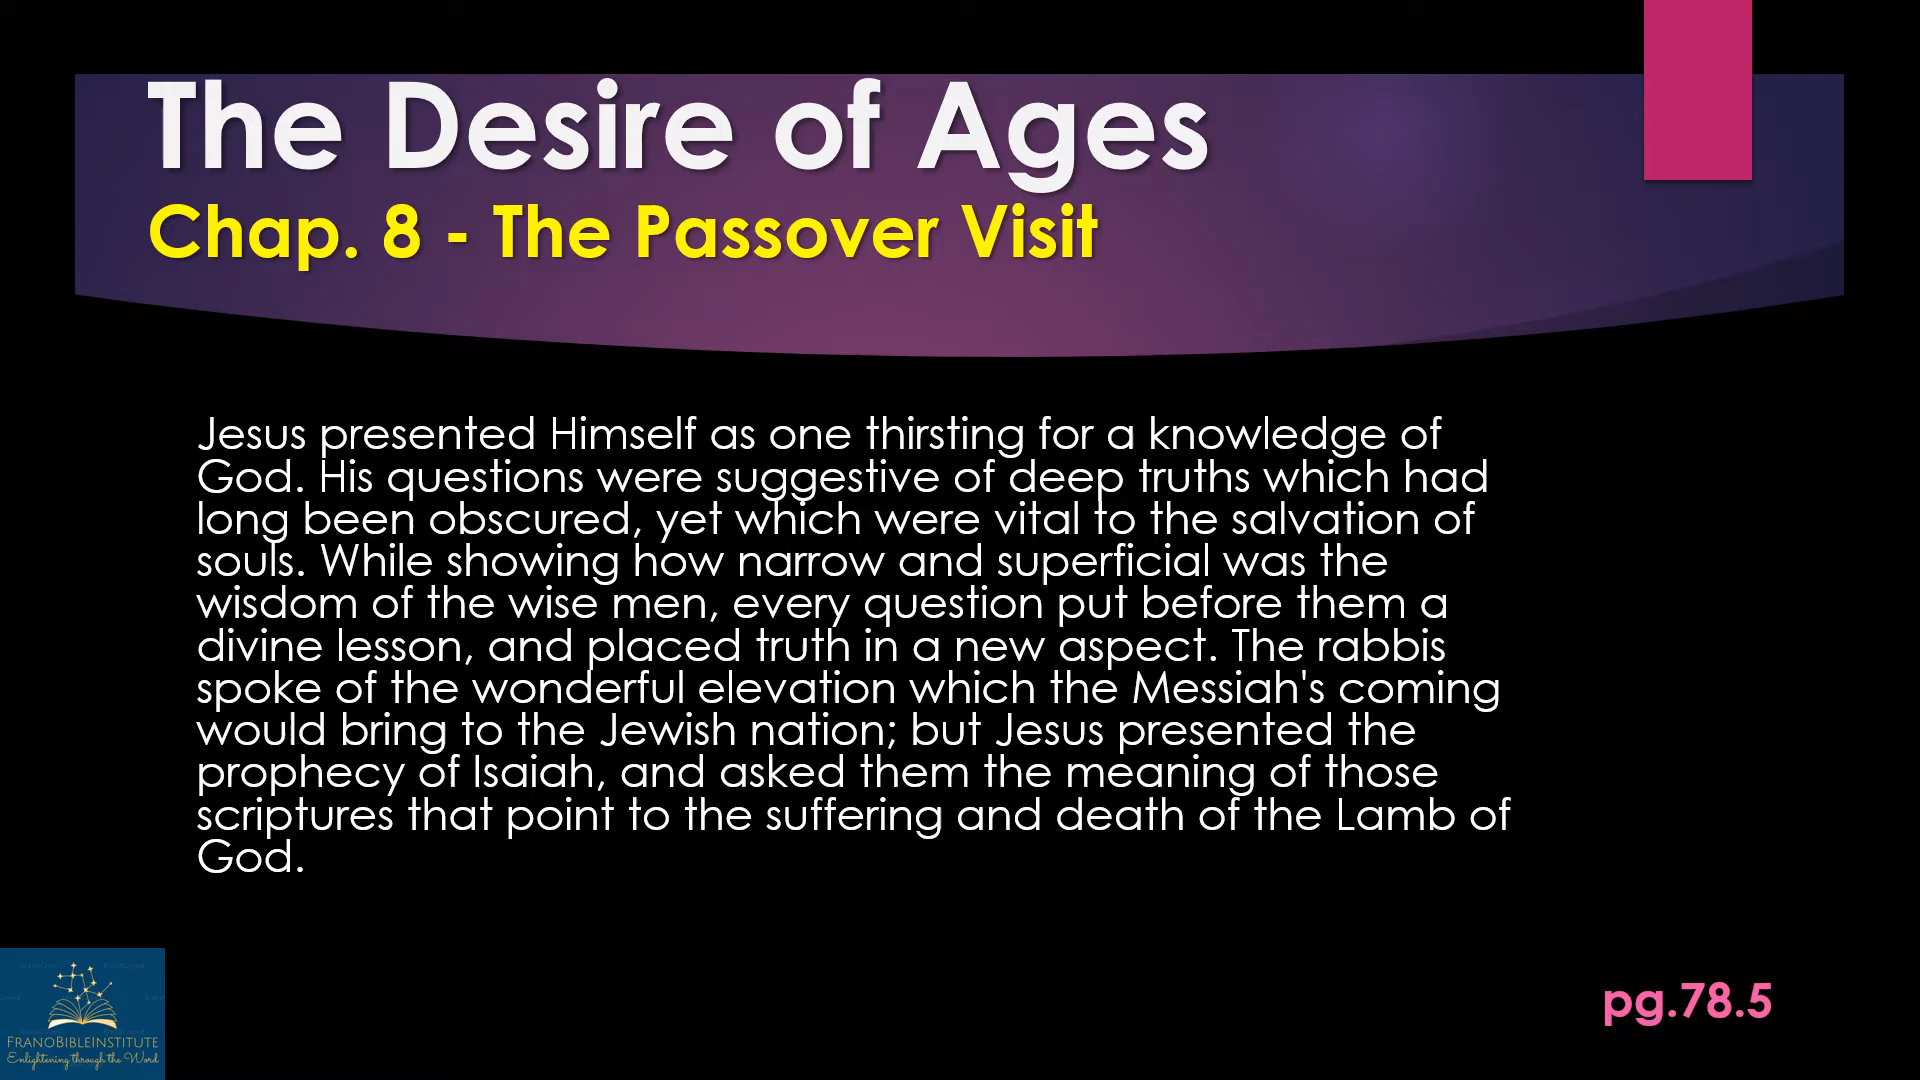 The Desire of Ages
Chap. 8 - The Passover Visit
Jesus presented Himself as one thirsting for a knowledge of
God. His questions were suggestive of deep truths which had
long been obscured, yet which were vital to the salvation of
souls. While showing how narrow and superficial was the
wisdom of the wise men, every question put before them a
divine lesson, and placed truth in a new aspect. The rabbis
spoke of the wonderful elevation which the Messiah's coming
would bring to the Jewish nation; but Jesus presented the
prophecy of Isaiah, and asked them the meaning of those
scriptures that point to the suffering and death of the Lamb of
God.
FRANOBIBLEINSTITUTE
Enlightening through the Word
pg.78.5